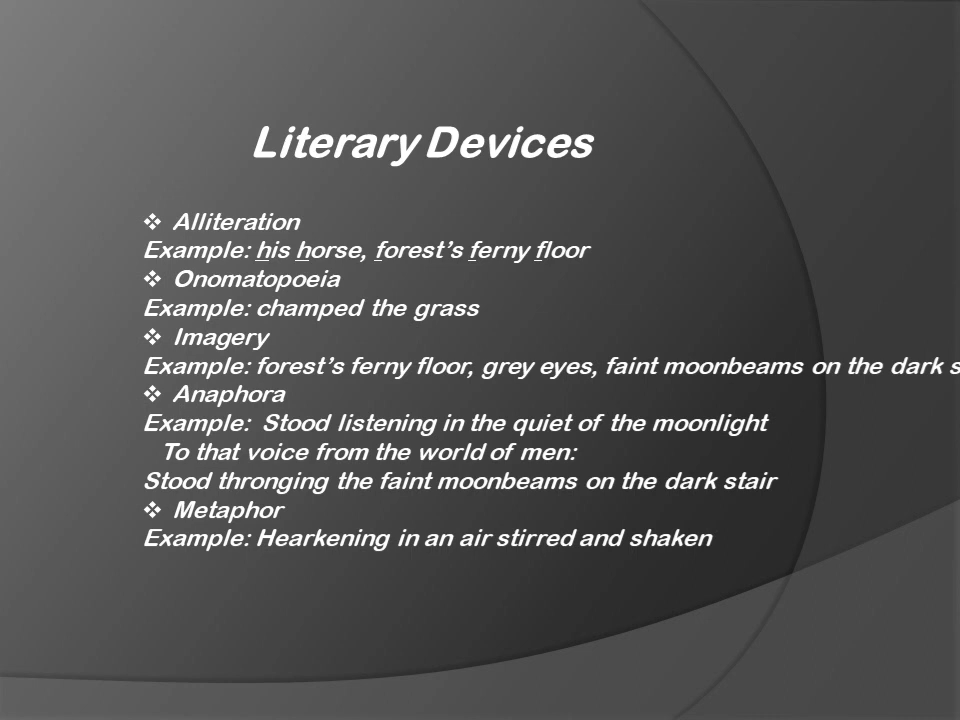 Literary Devices
❖ Alliteration
Example: his horse, forest’s ferny floor
❖ Onomatopoeia
Example: champed the grass
❖ Imagery
Example: forest’s ferny floor, grey eyes, faint moonbeams on the dark s
❖ Anaphora
Example:  Stood listening in the quiet of the moonlight
To that voice from the world of men:
Stood thronging the faint moonbeams on the dark stair
❖ Metaphor
Example: Hearkening in an air stirred and shaken